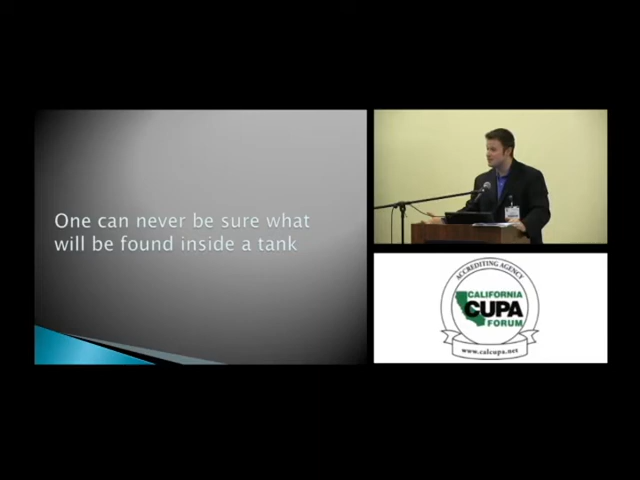 One can never be sure what
will be found inside a tank
ACCREDITING AGENCY
CALIFORNIA
CUPA
FORUM
www.calcupa.net